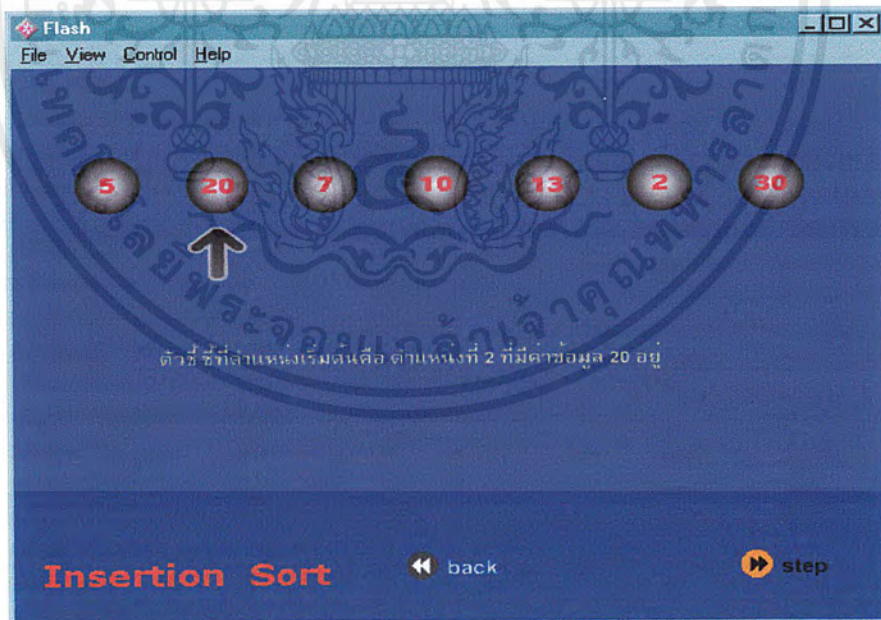 Flash
File View Control Help
5 20 7 10 13 2 30
ตัวชี้ ชี้ที่ตำแหน่งเริ่มต้นคือ ตำแหน่งที่ 2 ที่มีค่าข้อมูล 20 อยู่
Insertion Sort
back
step